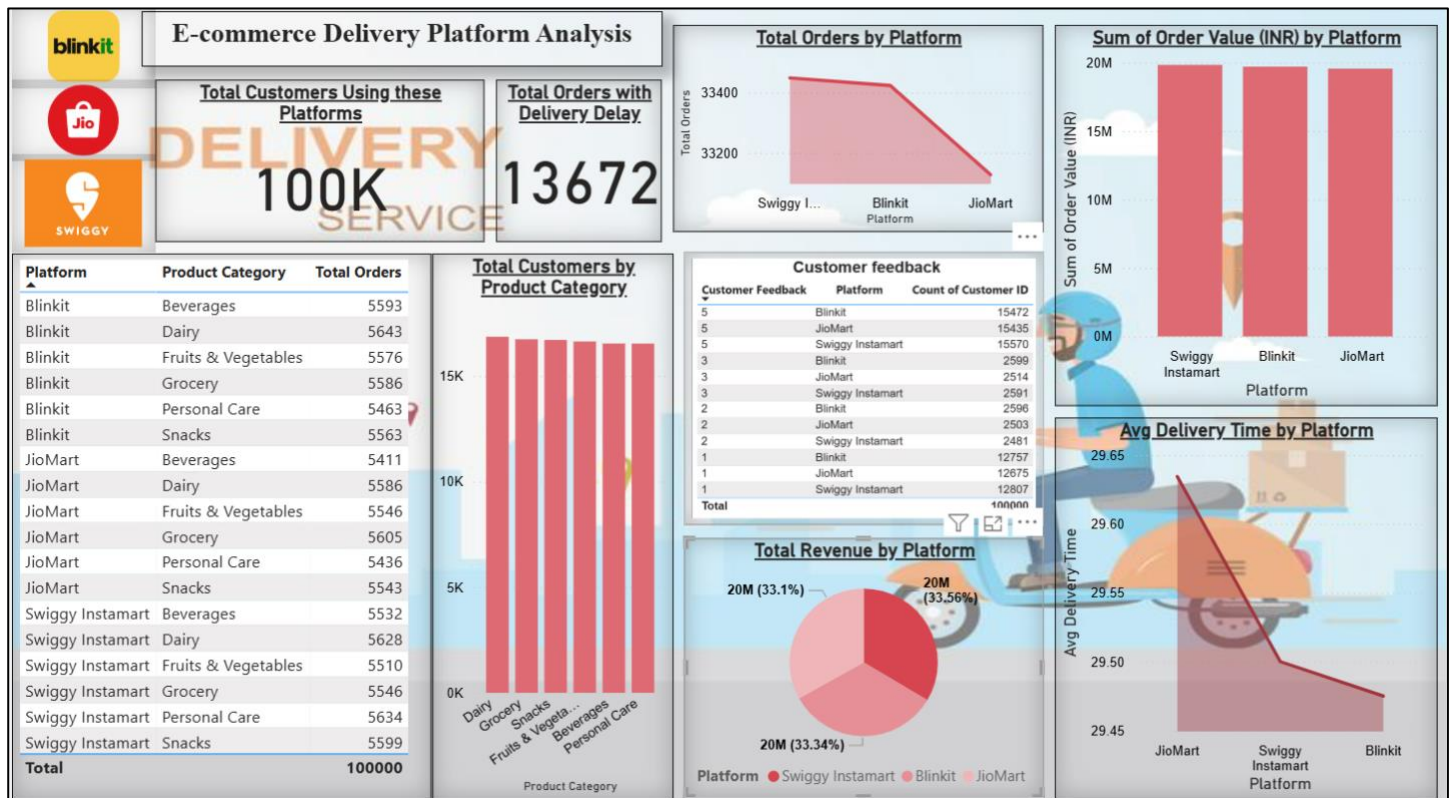 blinkit
Jio
SWIGGY
E-commerce Delivery Platform Analysis
Total Customers Using these
Platforms
DELIVERY
SERVICE
100K
Total Orders with
Delivery Delay
13672
Total Orders by Platform
Total Orders
33400
33200
Swiggy I...
Blinkit
JioMart
Platform
Sum of Order Value (INR) by Platform
Sum of Order Value (INR)
20M
15M
10M
5M
0M
Swiggy
Instamart
Blinkit
JioMart
Platform
Platform Product Category Total Orders
Blinkit Beverages 5593
Blinkit Dairy 5643
Blinkit Fruits & Vegetables 5576
Blinkit Grocery 5586
Blinkit Personal Care 5463
Blinkit Snacks 5563
JioMart Beverages 5411
JioMart Dairy 5586
JioMart Fruits & Vegetables 5546
JioMart Grocery 5605
JioMart Personal Care 5436
JioMart Snacks 5543
Swiggy Instamart Beverages 5532
Swiggy Instamart Dairy 5628
Swiggy Instamart Fruits & Vegetables 5510
Swiggy Instamart Grocery 5546
Swiggy Instamart Personal Care 5634
Swiggy Instamart Snacks 5599
Total 100000
Total Customers by
Product Category
15K
10K
5K
0K
Dairy
Grocery
Snacks
Fruits & Vegeta...
Beverages
Personal Care
Product Category
Customer feedback
Customer Feedback Platform Count of Customer ID
5 Blinkit 15472
5 JioMart 15435
5 Swiggy Instamart 15570
3 Blinkit 2599
3 JioMart 2514
3 Swiggy Instamart 2591
2 Blinkit 2596
2 JioMart 2503
2 Swiggy Instamart 2481
1 Blinkit 12757
1 JioMart 12675
1 Swiggy Instamart 12807
Total 100000
Total Revenue by Platform
20M (33.1%)
20M
(33.56%)
20M (33.34%)
Platform Swiggy Instamart Blinkit JioMart
Avg Delivery Time by Platform
Avg Delivery Time
29.65
29.60
29.55
29.50
29.45
JioMart
Swiggy
Instamart
Blinkit
Platform